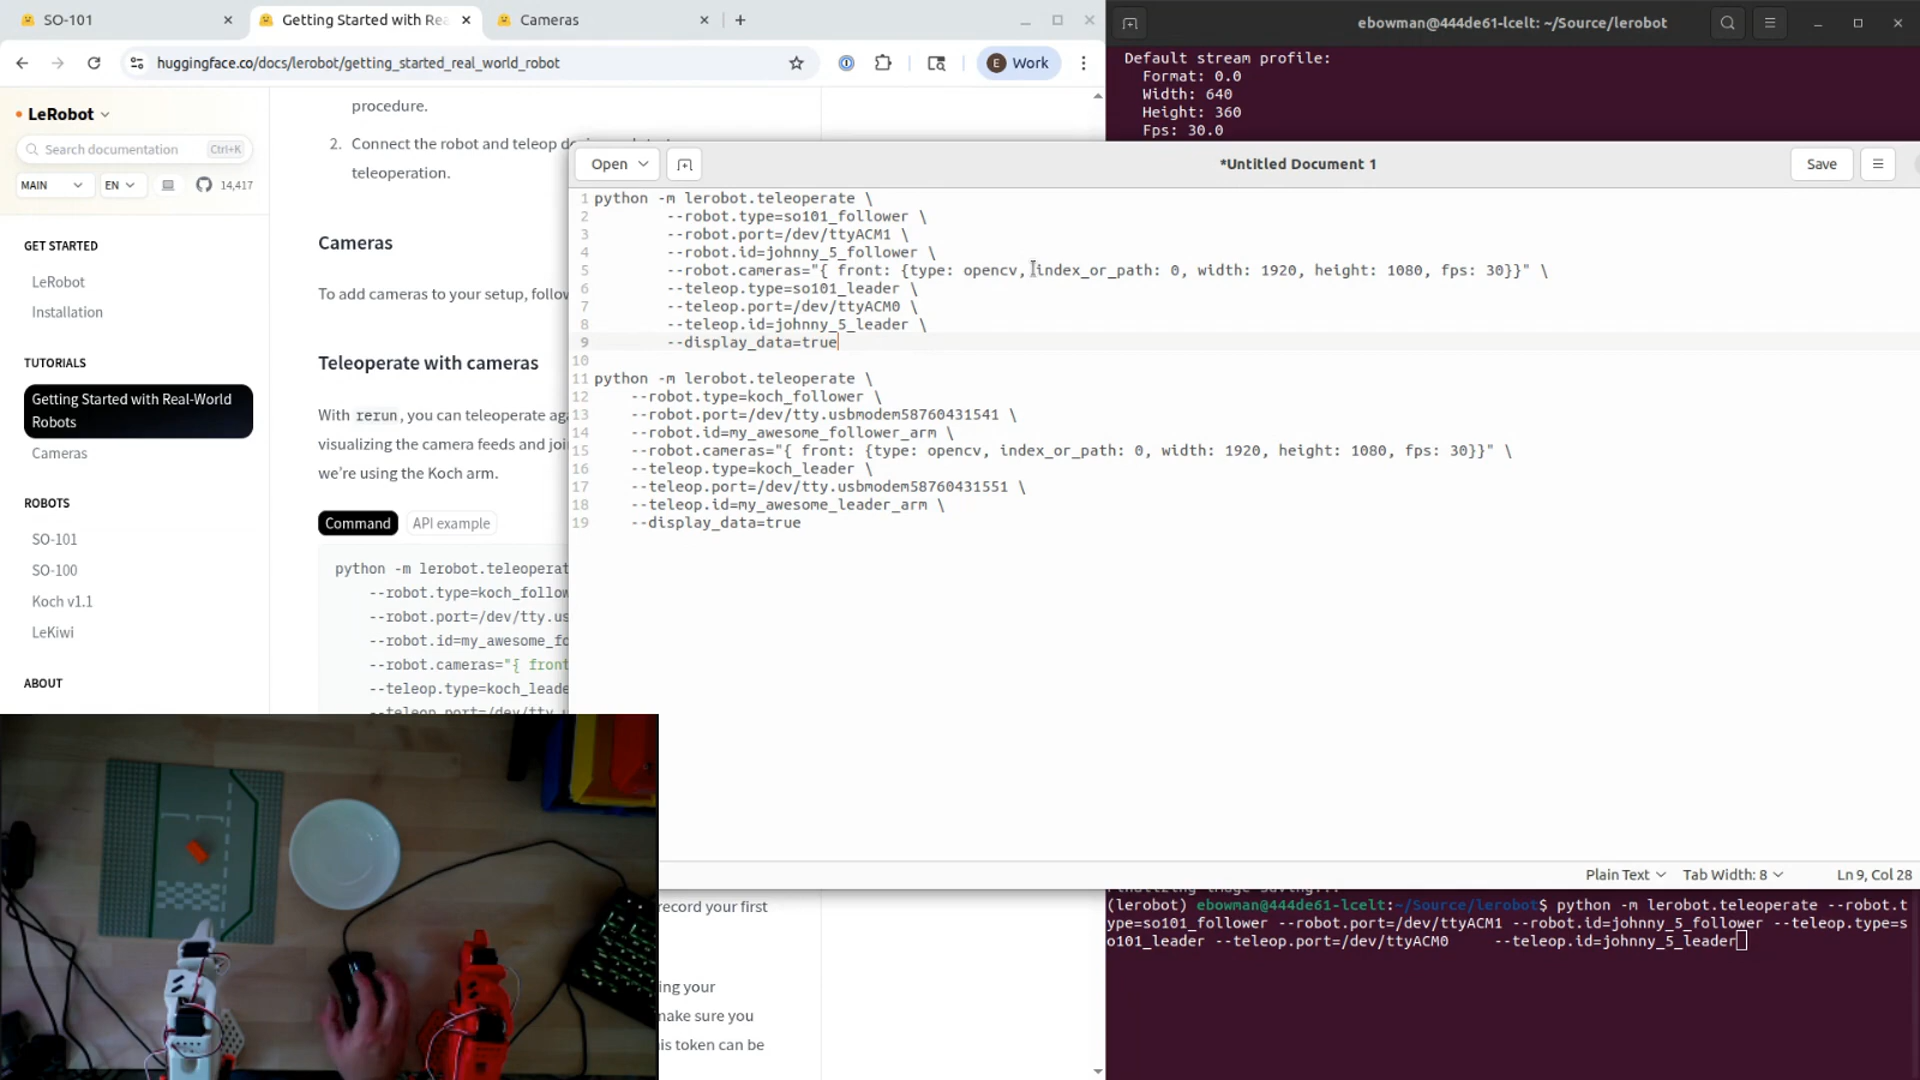 SO-101
Getting Started with Rea
Cameras
huggingface.co/docs/lerobot/getting_started_real_world_robot
E
Work
LeRobot
Search documentation
Ctrl+K
MAIN
EN
14,417
GET STARTED
LeRobot
Installation
TUTORIALS
Getting Started with Real-World
Robots
Cameras
ROBOTS
SO-101
SO-100
Koch v1.1
LeKiwi
ABOUT
procedure.
2. Connect the robot and teleop
teleoperation.
Cameras
To add cameras to your setup, follow
Teleoperate with cameras
With rerun, you can teleoperate aga
visualizing the camera feeds and join
we're using the Koch arm.
Command
API example
python -m lerobot.teleoperat
--robot.type=koch_follow
--robot.port=/dev/tty.us
--robot.id=my_awesome_fo
--robot.cameras="{ front
--teleop.type=koch_leade
--teleop.port=/dev/tty.u
record your first
ing your
make sure you
is token can be
Open
*Untitled Document 1
Save
1 python -m lerobot.teleoperate \
2 --robot.type=so101_follower \
3 --robot.port=/dev/ttyACM1 \
4 --robot.id=johnny_5_follower \
5 --robot.cameras="{ front: {type: opencv, index_or_path: 0, width: 1920, height: 1080, fps: 30}}" \
6 --teleop.type=so101_leader \
7 --teleop.port=/dev/ttyACM0 \
8 --teleop.id=johnny_5_leader \
9 --display_data=true
10
11 python -m lerobot.teleoperate \
12 --robot.type=koch_follower \
13 --robot.port=/dev/tty.usbmodem58760431541 \
14 --robot.id=my_awesome_follower_arm \
15 --robot.cameras="{ front: {type: opencv, index_or_path: 0, width: 1920, height: 1080, fps: 30}}" \
16 --teleop.type=koch_leader \
17 --teleop.port=/dev/tty.usbmodem58760431551 \
18 --teleop.id=my_awesome_leader_arm \
19 --display_data=true
Plain Text
Tab Width: 8
Ln 9, Col 28
ebowman@444de61-lcelt: ~/Source/lerobot
Default stream profile:
Format: 0.0
Width: 640
Height: 360
Fps: 30.0
Finalizing image saving...
(lerobot) ebowman@444de61-lcelt:~/Source/lerobot$ python -m lerobot.teleoperate --robot.t
ype=so101_follower --robot.port=/dev/ttyACM1 --robot.id=johnny_5_follower --teleop.type=s
o101_leader --teleop.port=/dev/ttyACM0 --teleop.id=johnny_5_leader